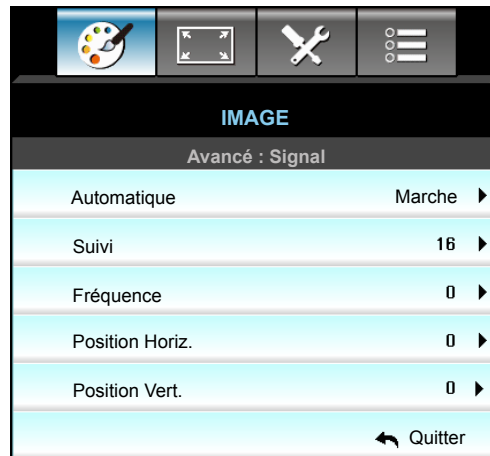 IMAGE
Avancé : Signal
Automatique Marche
Suivi 16
Fréquence 0
Position Horiz. 0
Position Vert. 0
Quitter